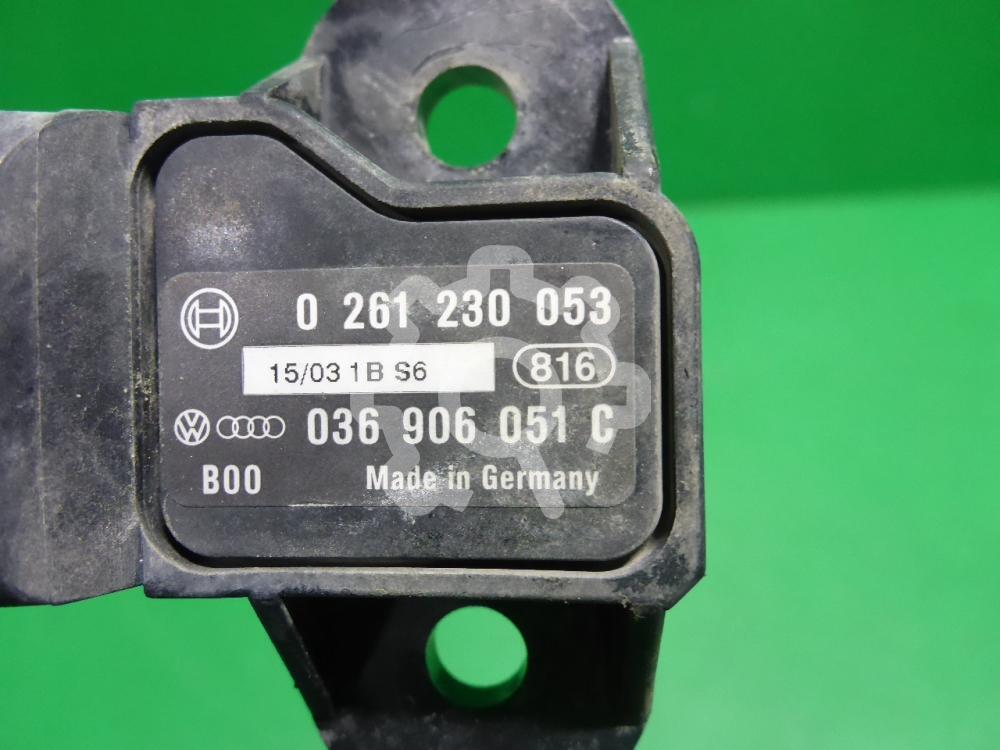 0 261 230 053
15/03 1B S6 816
036 906 051 C
B00 Made in Germany